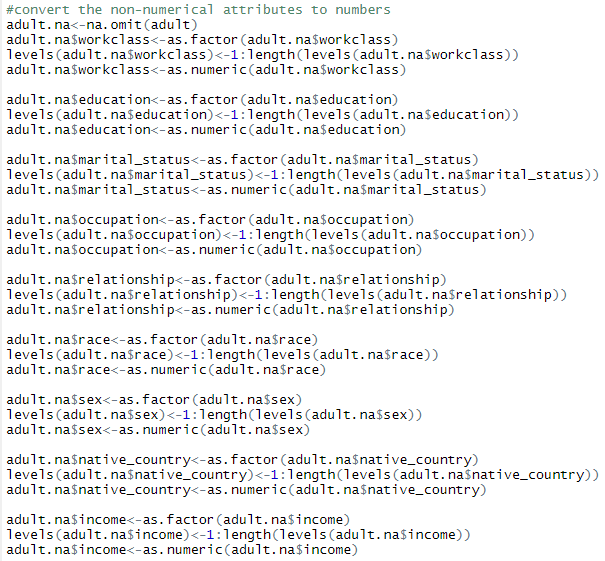 #convert the non-numerical attributes to numbers
adult.na<-na.omit(adult)
adult.na$workclass<-as.factor(adult.na$workclass)
levels(adult.na$workclass)<-1:length(levels(adult.na$workclass))
adult.na$workclass<-as.numeric(adult.na$workclass)

adult.na$education<-as.factor(adult.na$education)
levels(adult.na$education)<-1:length(levels(adult.na$education))
adult.na$education<-as.numeric(adult.na$education)

adult.na$marital_status<-as.factor(adult.na$marital_status)
levels(adult.na$marital_status)<-1:length(levels(adult.na$marital_status))
adult.na$marital_status<-as.numeric(adult.na$marital_status)

adult.na$occupation<-as.factor(adult.na$occupation)
levels(adult.na$occupation)<-1:length(levels(adult.na$occupation))
adult.na$occupation<-as.numeric(adult.na$occupation)

adult.na$relationship<-as.factor(adult.na$relationship)
levels(adult.na$relationship)<-1:length(levels(adult.na$relationship))
adult.na$relationship<-as.numeric(adult.na$relationship)

adult.na$race<-as.factor(adult.na$race)
levels(adult.na$race)<-1:length(levels(adult.na$race))
adult.na$race<-as.numeric(adult.na$race)

adult.na$sex<-as.factor(adult.na$sex)
levels(adult.na$sex)<-1:length(levels(adult.na$sex))
adult.na$sex<-as.numeric(adult.na$sex)

adult.na$native_country<-as.factor(adult.na$native_country)
levels(adult.na$native_country)<-1:length(levels(adult.na$native_country))
adult.na$native_country<-as.numeric(adult.na$native_country)

adult.na$income<-as.factor(adult.na$income)
levels(adult.na$income)<-1:length(levels(adult.na$income))
adult.na$income<-as.numeric(adult.na$income)